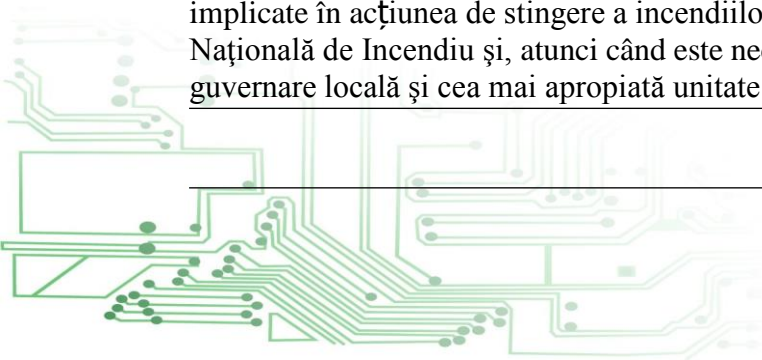 implicate în acțiunea de stingere a incendiilo
Naţională de Incendiu şi, atunci când este ne
guvernare locală şi cea mai apropiată unitate